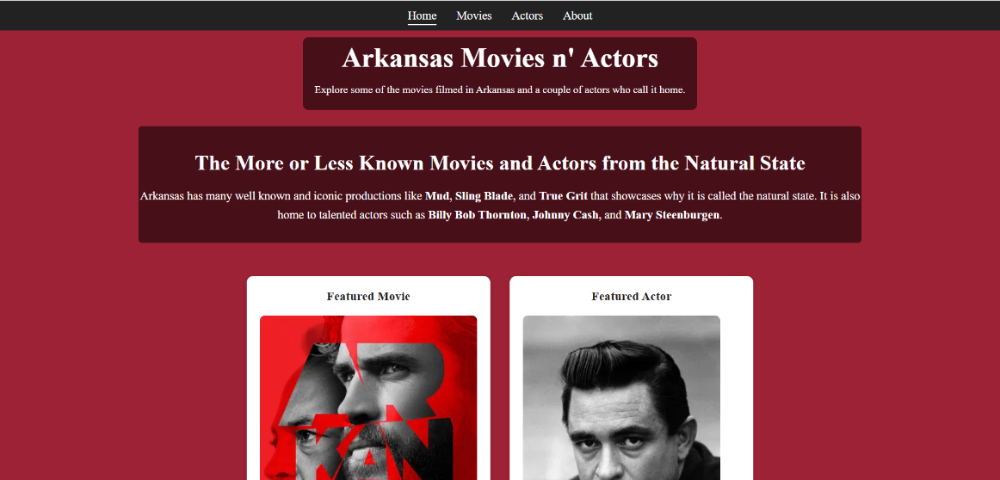 Home Movies Actors About
Arkansas Movies n' Actors
Explore some of the movies filmed in Arkansas and a couple of actors who call it home.
The More or Less Known Movies and Actors from the Natural State
Arkansas has many well known and iconic productions like Mud, Sling Blade, and True Grit that showcases why it is called the natural state. It is also
home to talented actors such as Billy Bob Thornton, Johnny Cash, and Mary Steenburgen.
Featured Movie
Featured Actor
AR
KAN